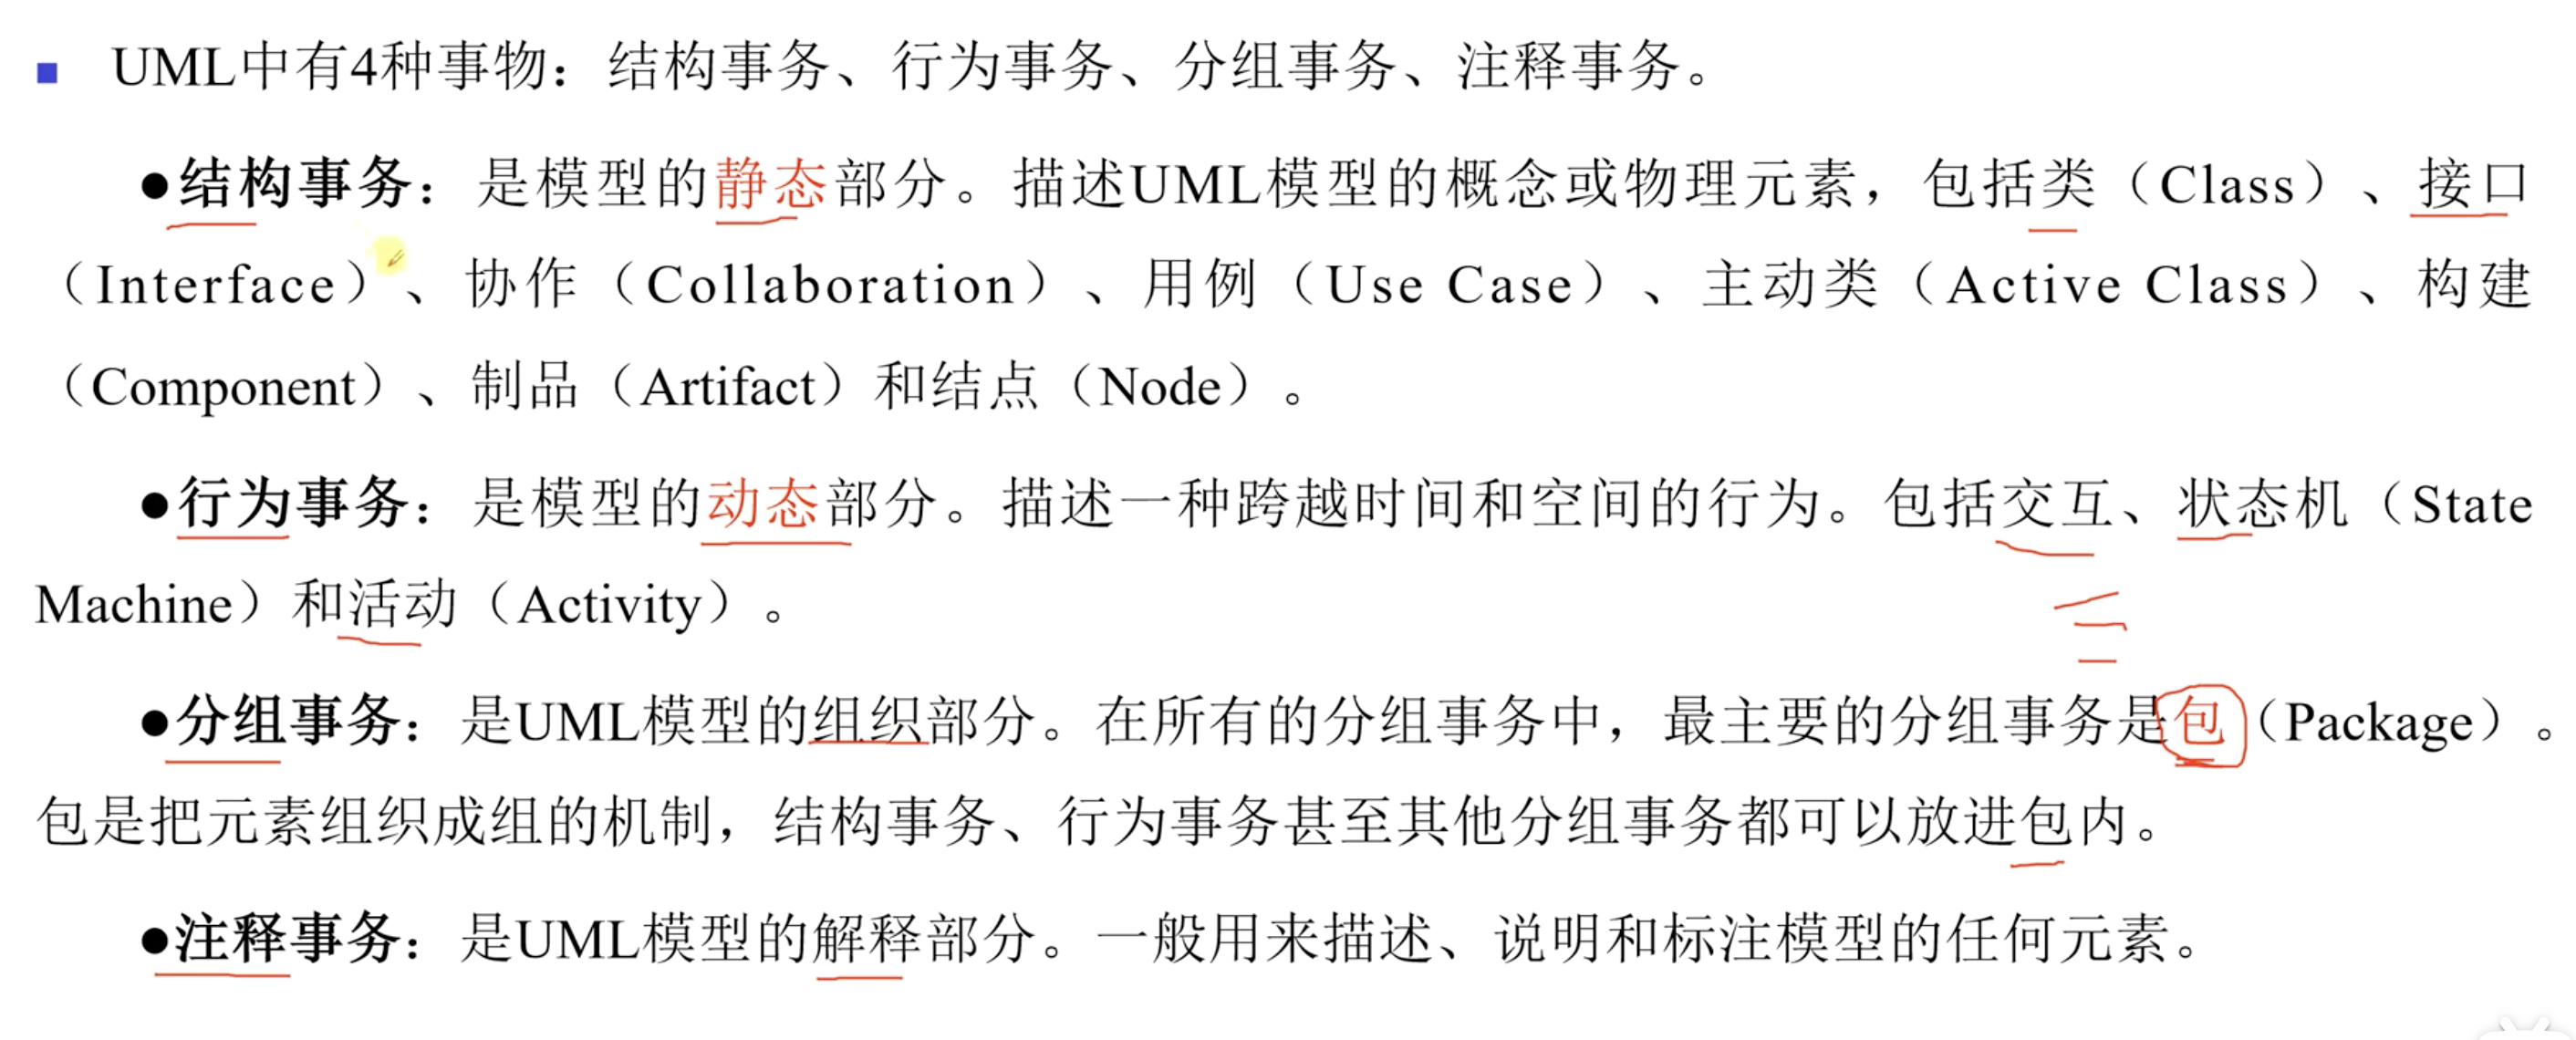 ■ UML中有4种事物：结构事务、行为事务、分组事务、注释事务。
●结构事务：是模型的静态部分。描述UML模型的概念或物理元素，包括类（Class）、接口
（Interface）、协作（Collaboration）、用例（Use Case）、主动类（Active Class）、构建
（Component）、制品（Artifact）和结点（Node）。
●行为事务：是模型的动态部分。描述一种跨越时间和空间的行为。包括交互、状态机（State
Machine）和活动（Activity）。
●分组事务：是UML模型的组织部分。在所有的分组事务中，最主要的分组事务是包（Package）。
包是把元素组织成组的机制，结构事务、行为事务甚至其他分组事务都可以放进包内。
●注释事务：是UML模型的解释部分。一般用来描述、说明和标注模型的任何元素。